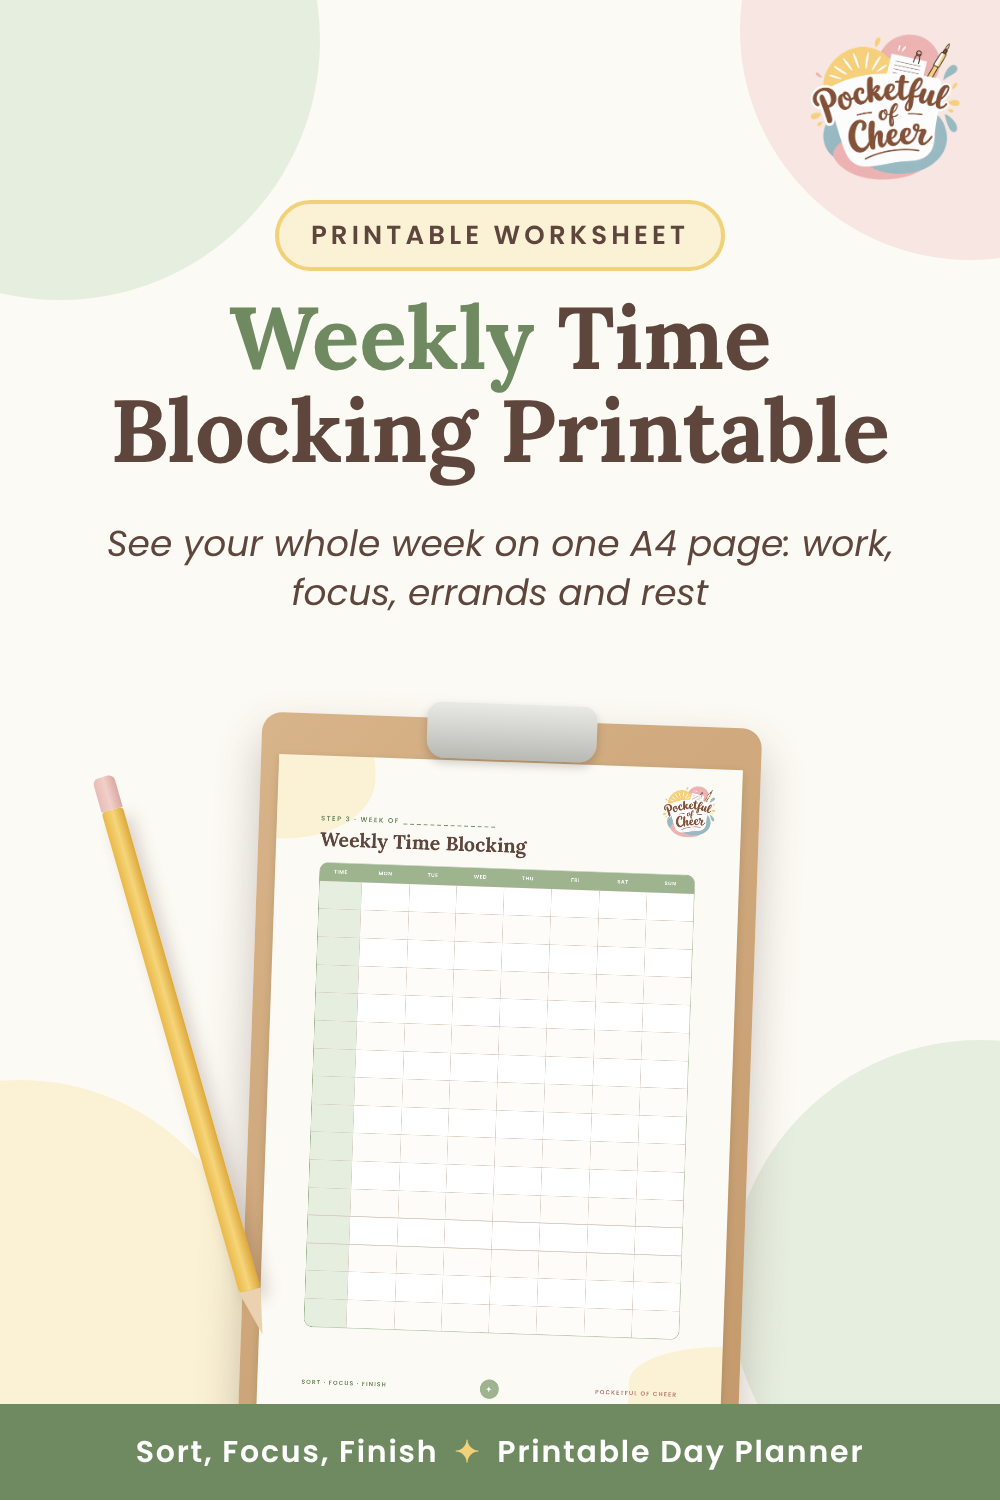 Pocketful
of
Cheer
PRINTABLE WORKSHEET
Weekly Time
Blocking Printable
See your whole week on one A4 page: work,
focus, errands and rest
Pocketful
of
Cheer
STEP 3 · WEEK OF _______________
Weekly Time Blocking
TIME MON TUE WED THU FRI SAT SUN
SORT · FOCUS · FINISH
POCKETFUL OF CHEER
Sort, Focus, Finish ✦ Printable Day Planner